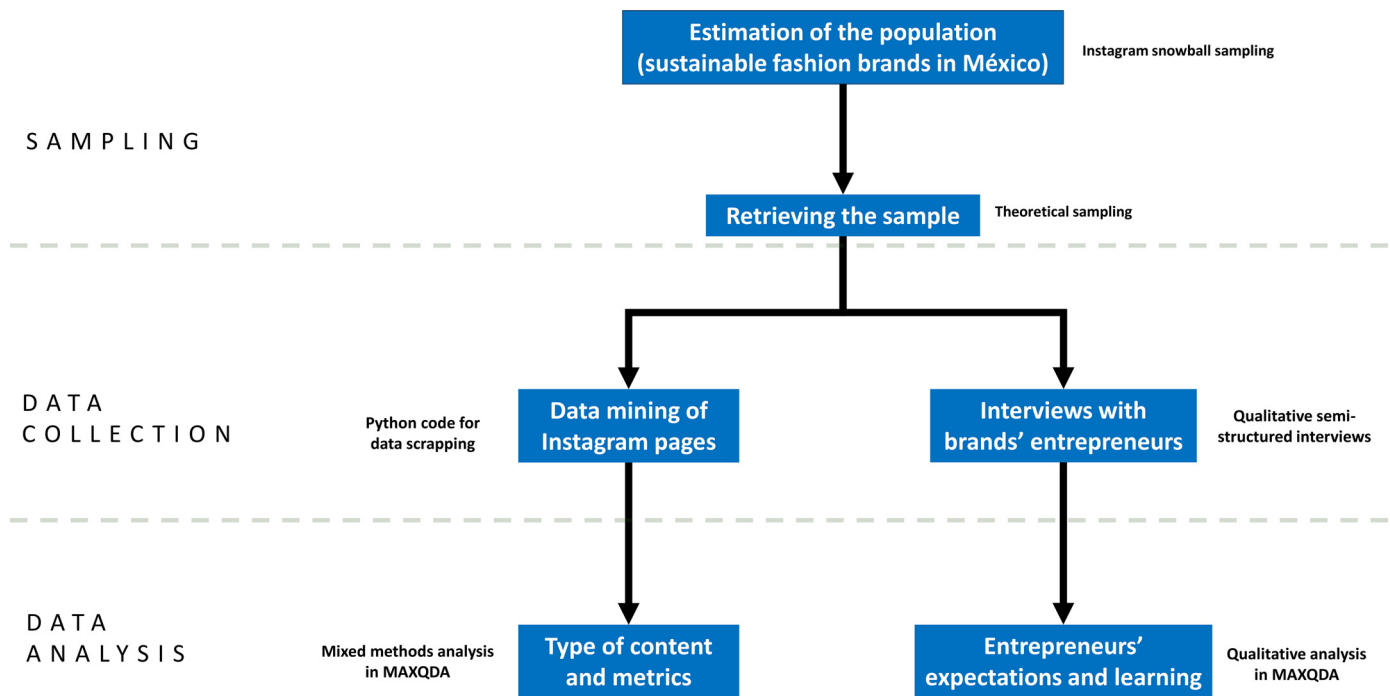 Estimation of the population
(sustainable fashion brands in México)
Instagram snowball sampling
SAMPLING
Retrieving the sample
Theoretical sampling
DATA
COLLECTION
Python code for
data scrapping
Data mining of
Instagram pages
Interviews with
brands’ entrepreneurs
Qualitative semi-
structured interviews
DATA
ANALYSIS
Mixed methods analysis
in MAXQDA
Type of content
and metrics
Entrepreneurs’
expectations and learning
Qualitative analysis
in MAXQDA